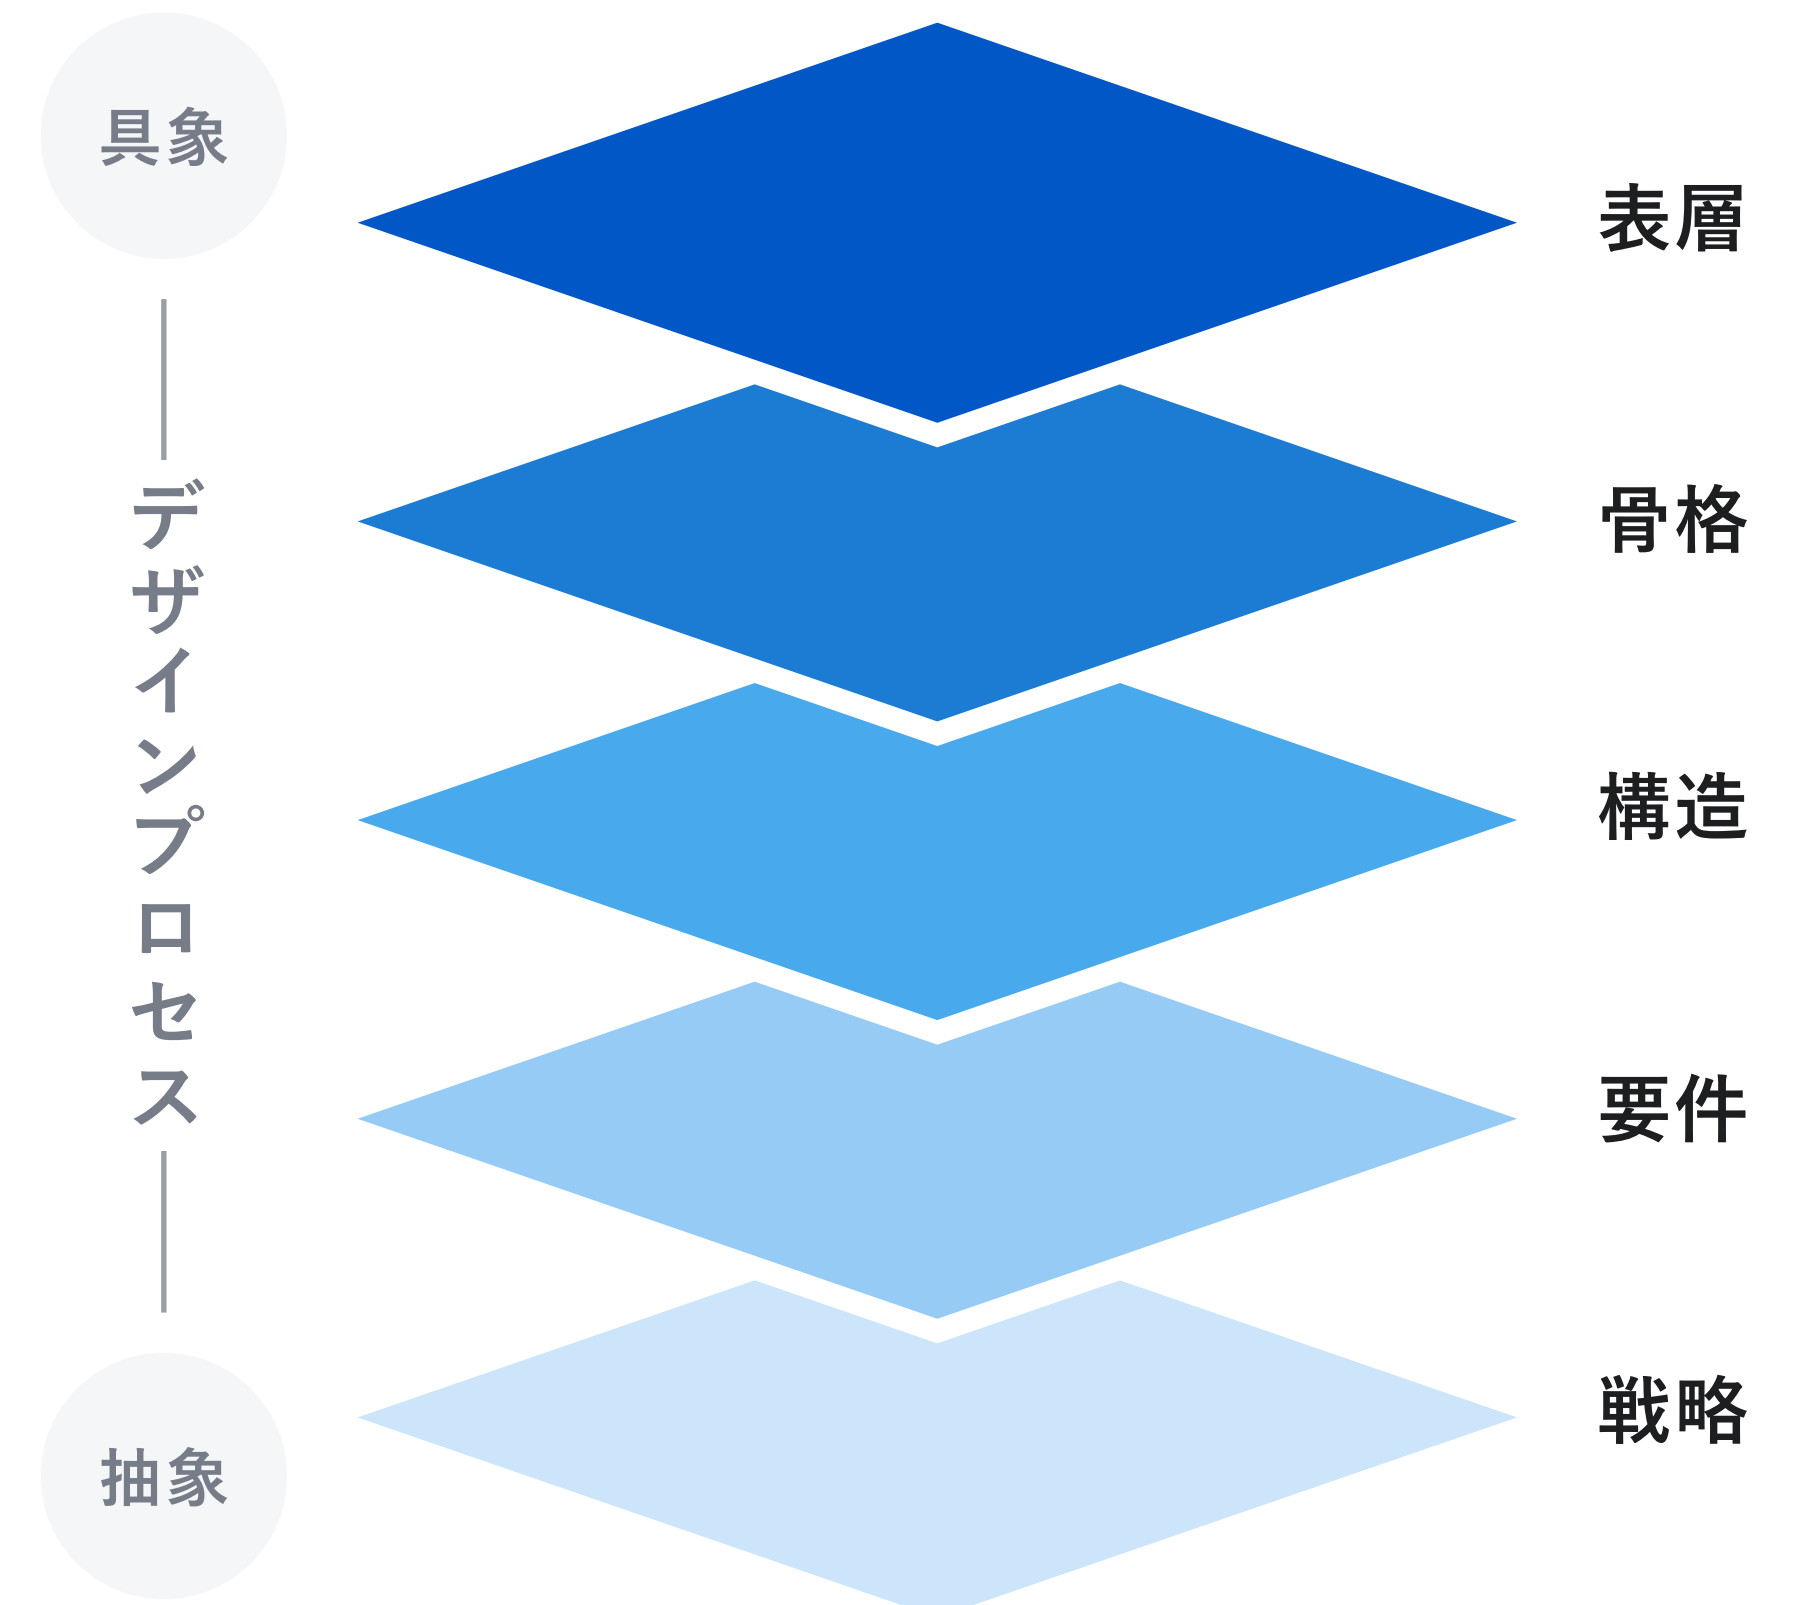 具象
デザインプロセス
抽象
表層
骨格
構造
要件
戦略